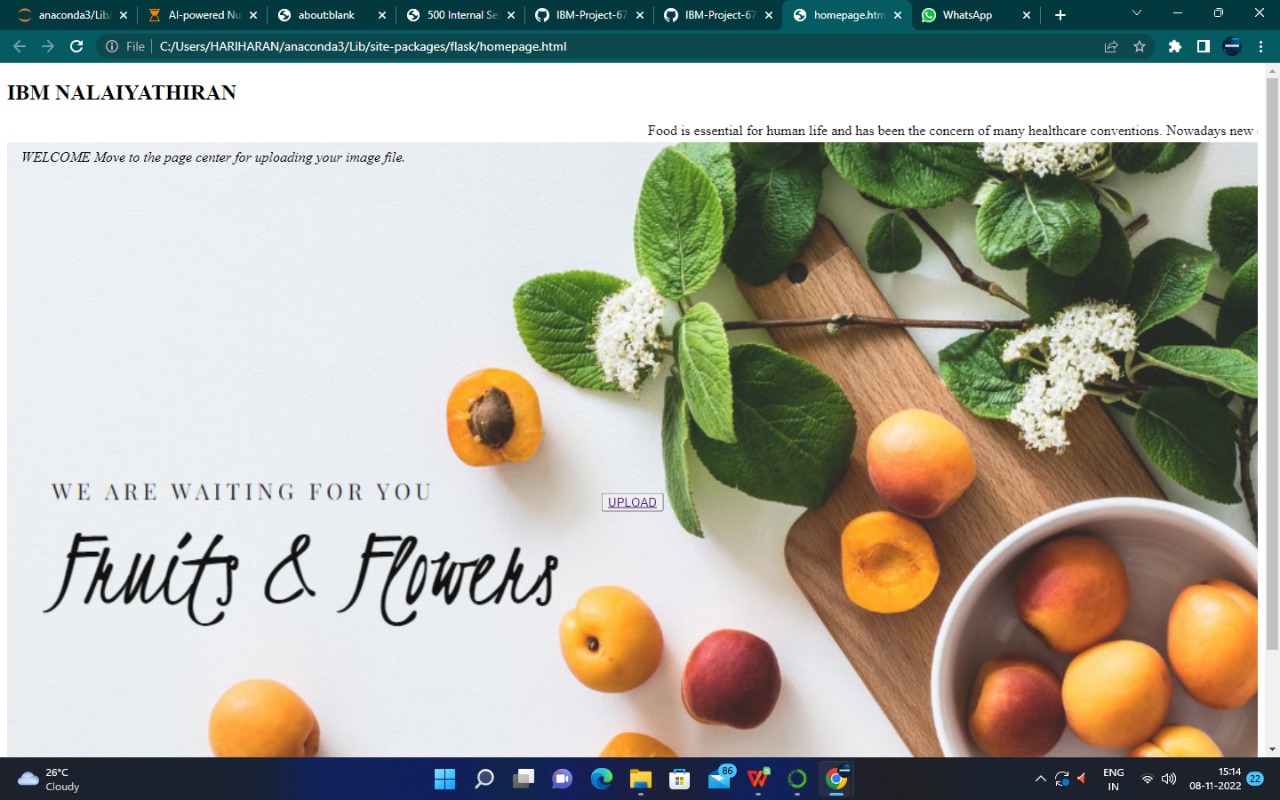 anaconda3/Lib/
AI-powered Nu
about:blank
500 Internal Se
IBM-Project-67
IBM-Project-67
homepage.htm
WhatsApp
File
C:/Users/HARIHARAN/anaconda3/Lib/site-packages/flask/homepage.html
IBM NALAIYATHIRAN
Food is essential for human life and has been the concern of many healthcare conventions. Nowadays new
WELCOME Move to the page center for uploading your image file.
WE ARE WAITING FOR YOU
UPLOAD
Fruits & Flowers
26°C
Cloudy
86
ENG
IN
15:14
08-11-2022
22